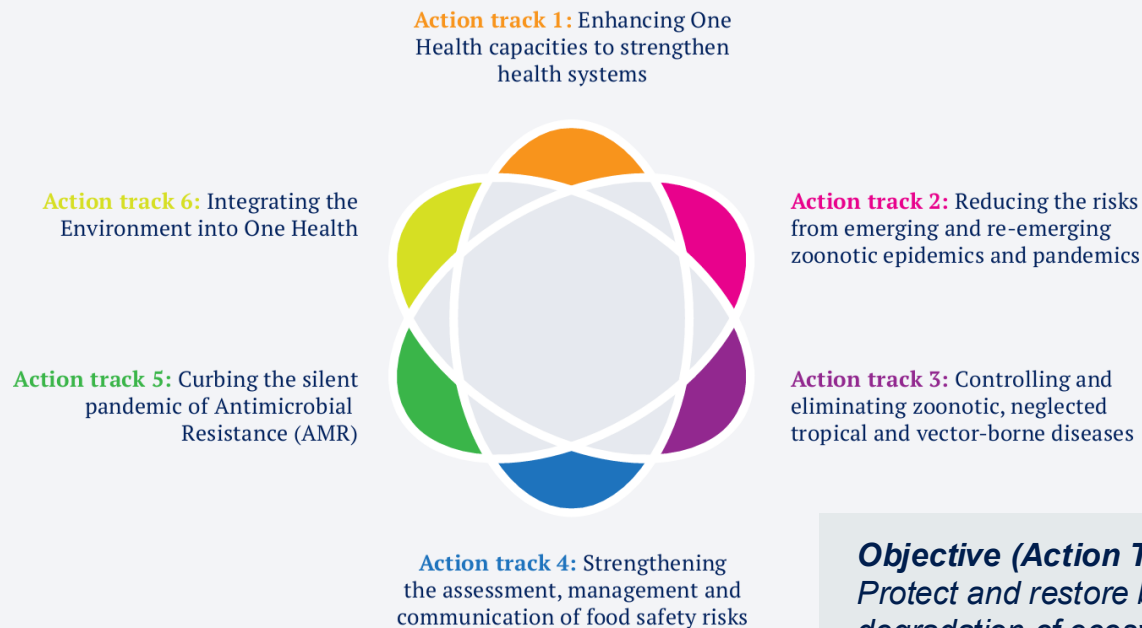 Action track 1: Enhancing One
Health capacities to strengthen
health systems
Action track 6: Integrating the
Environment into One Health
Action track 2: Reducing the risks
from emerging and re-emerging
zoonotic epidemics and pandemics
Action track 5: Curbing the silent
pandemic of Antimicrobial
Resistance (AMR)
Action track 3: Controlling and
eliminating zoonotic, neglected
tropical and vector-borne diseases
Action track 4: Strengthening
the assessment, management and
communication of food safety risks
Objective (Action
Protect and restore
degradation of